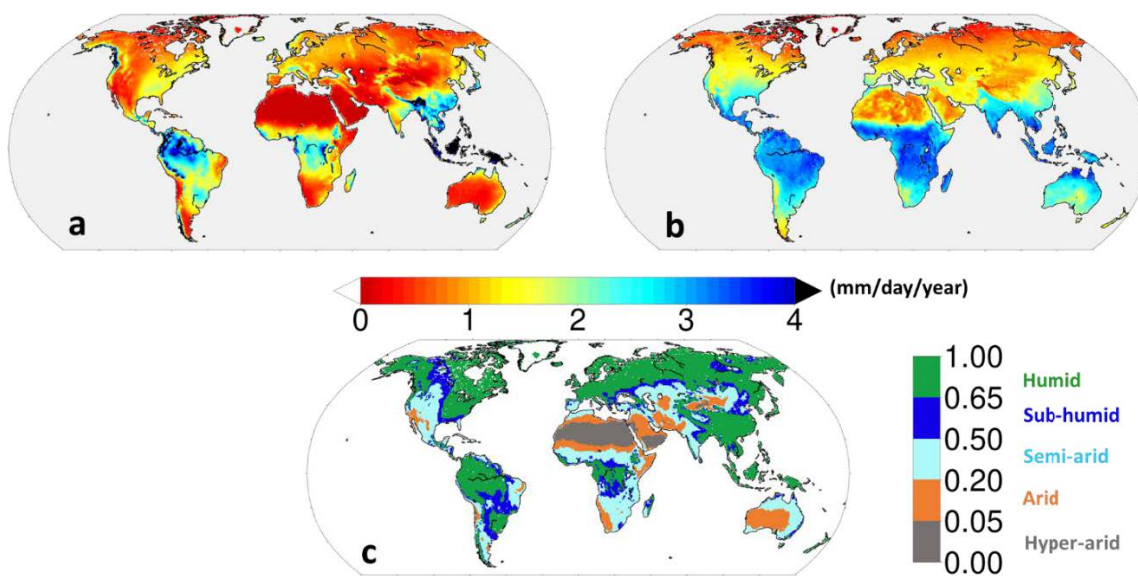 a
b
(mm/day/year)
0 1 2 3 4
c
1.00
Humid
0.65
Sub-humid
0.50
Semi-arid
0.20
Arid
0.05
Hyper-arid
0.00